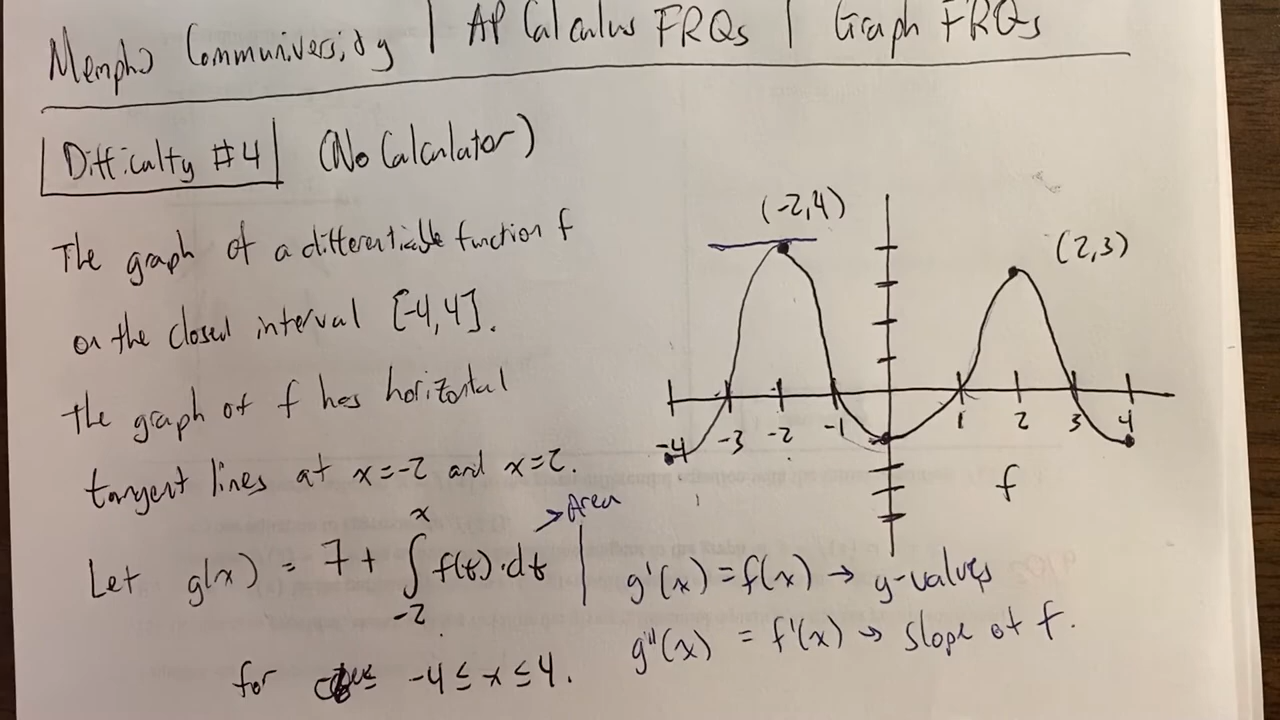 Mempho Communiversity | AP Calculus FRQs | Graph FRQs
Difficulty #4 (No Calculator)
The graph of a differentiable function f
on the closed interval [-4,4].
the graph of f has horizontal
tangent lines at x=-2 and x=2.
Let g(x) = 7 + ∫_{-2}^{x} f(t)·dt
> Area
for -4 ≤ x ≤ 4.
g'(x) = f(x) → y-values
g''(x) = f'(x) → slope of f.
(-2,4)
(2,3)
-4 -3 -2 -1 1 2 3 4
f